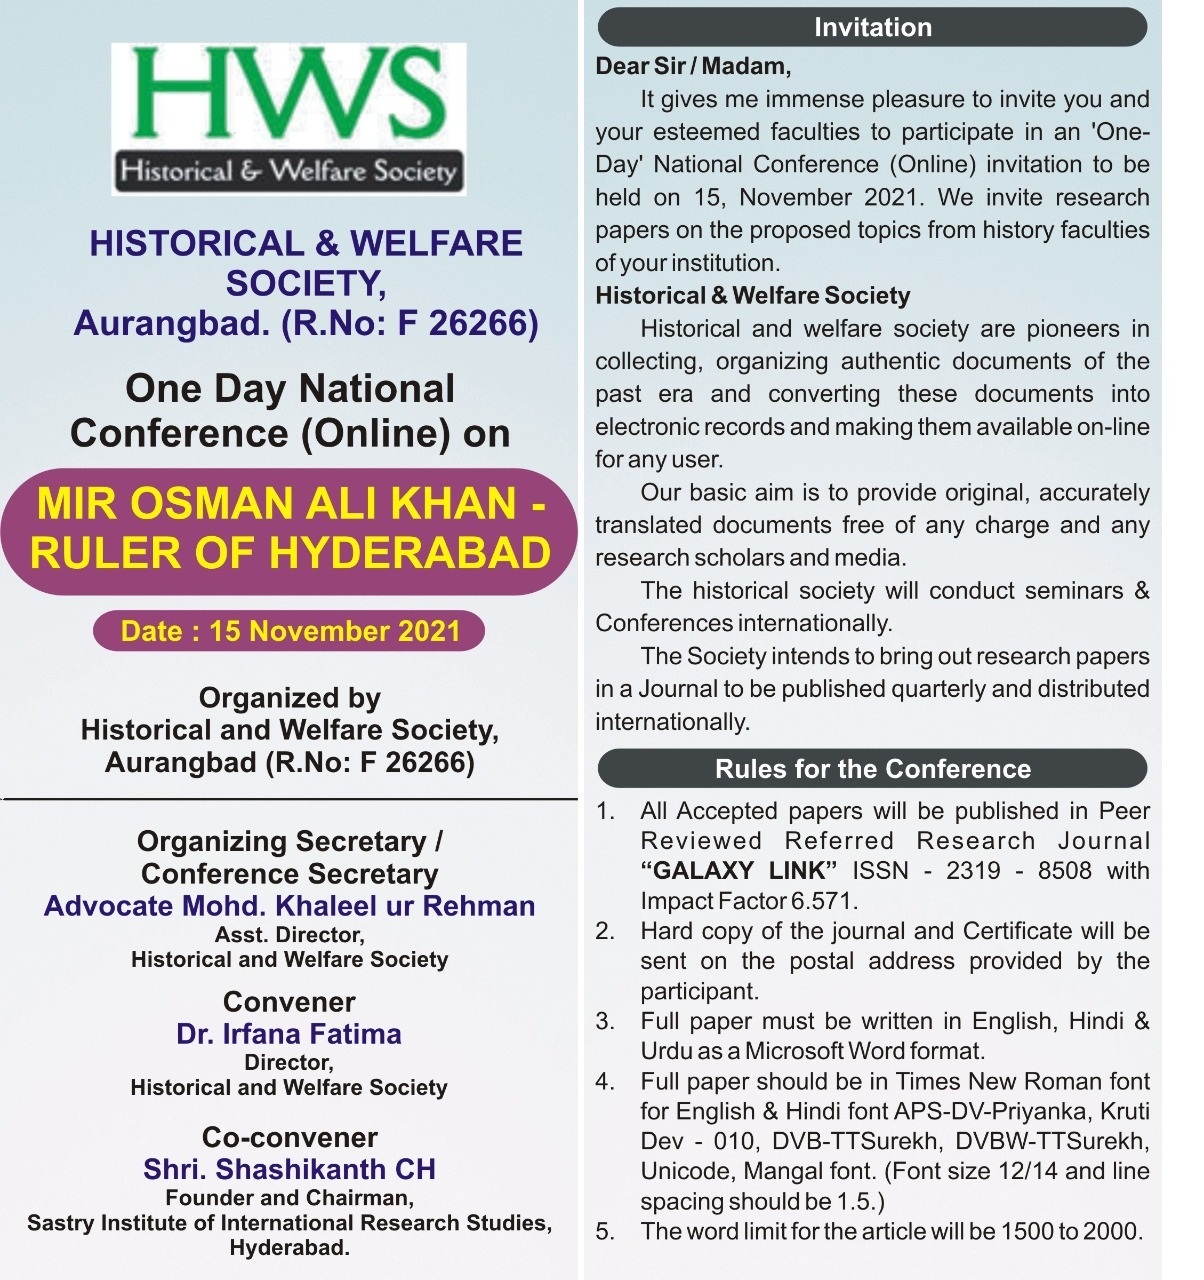 HWS
Historical & Welfare Society
HISTORICAL & WELFARE
SOCIETY,
Aurangbad. (R.No: F 26266)
One Day National
Conference (Online) on
MIR OSMAN ALI KHAN -
RULER OF HYDERABAD
Date : 15 November 2021
Organized by
Historical and Welfare Society,
Aurangbad (R.No: F 26266)
Organizing Secretary /
Conference Secretary
Advocate Mohd. Khaleel ur Rehman
Asst. Director,
Historical and Welfare Society
Convener
Dr. Irfana Fatima
Director,
Historical and Welfare Society
Co-convener
Shri. Shashikanth CH
Founder and Chairman,
Sastry Institute of International Research Studies,
Hyderabad.
Invitation
Dear Sir / Madam,
It gives me immense pleasure to invite you and
your esteemed faculties to participate in an 'One-
Day' National Conference (Online) invitation to be
held on 15, November 2021. We invite research
papers on the proposed topics from history faculties
of your institution.
Historical & Welfare Society
Historical and welfare society are pioneers in
collecting, organizing authentic documents of the
past era and converting these documents into
electronic records and making them available on-line
for any user.
Our basic aim is to provide original, accurately
translated documents free of any charge and any
research scholars and media.
The historical society will conduct seminars &
Conferences internationally.
The Society intends to bring out research papers
in a Journal to be published quarterly and distributed
internationally.
Rules for the Conference
1. All Accepted papers will be published in Peer
Reviewed Referred Research Journal
“GALAXY LINK” ISSN - 2319 - 8508 with
Impact Factor 6.571.
2. Hard copy of the journal and Certificate will be
sent on the postal address provided by the
participant.
3. Full paper must be written in English, Hindi &
Urdu as a Microsoft Word format.
4. Full paper should be in Times New Roman font
for English & Hindi font APS-DV-Priyanka, Kruti
Dev - 010, DVB-TTSurekh, DVBW-TTSurekh,
Unicode, Mangal font. (Font size 12/14 and line
spacing should be 1.5.)
5. The word limit for the article will be 1500 to 2000.